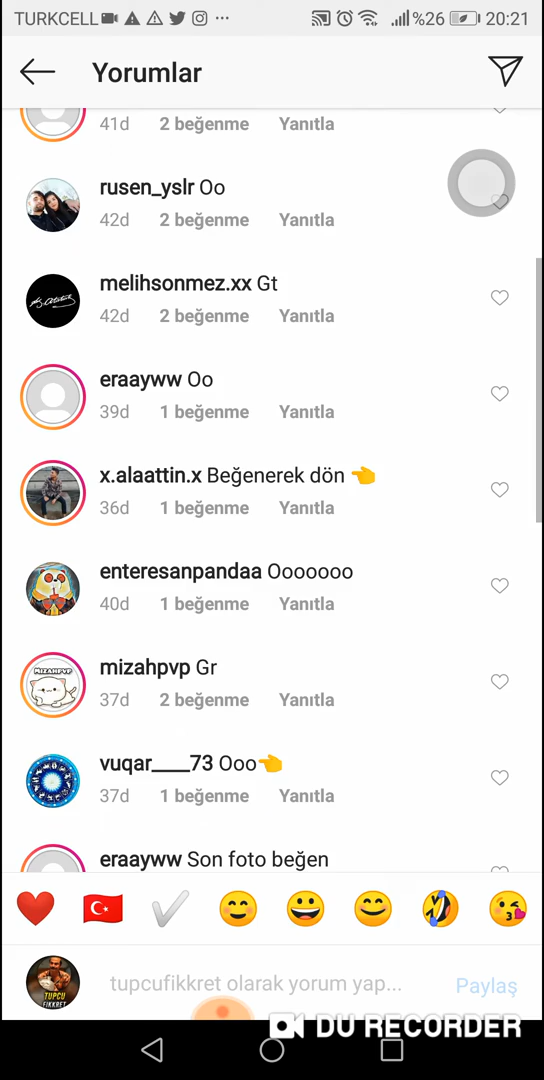 TURKCELL %26 20:21
Yorumlar
41d 2 beğenme Yanıtla
rusen_yslr Oo
42d 2 beğenme Yanıtla
melihsonmez.xx Gt
42d 2 beğenme Yanıtla
eraayww Oo
39d 1 beğenme Yanıtla
x.alaattin.x Beğenerek dön 👈
36d 1 beğenme Yanıtla
enteresanpandaa Ooooooo
40d 1 beğenme Yanıtla
MIZAHPVP
mizahpvp Gr
37d 2 beğenme Yanıtla
vuqar____73 Ooo👈
37d 1 beğenme Yanıtla
eraayww Son foto beğen
TUPCU
FIKKRET
tupcufikkret olarak yorum yap... Paylaş
DU RECORDER